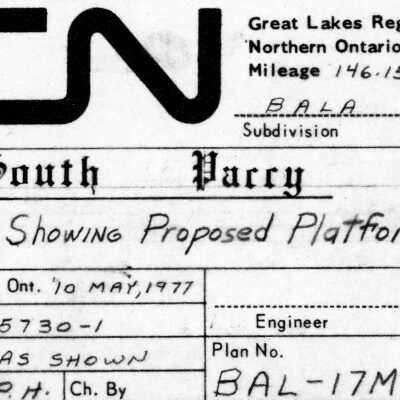 CN
Great Lakes Reg
Northern Ontario
Mileage 146.15
BALA
Subdivision
South Parry
Showing Proposed Platfor
Ont. 10 MAY, 1977
5730-1
Engineer
AS SHOWN
Plan No.
P.H. Ch. By
BAL-17M